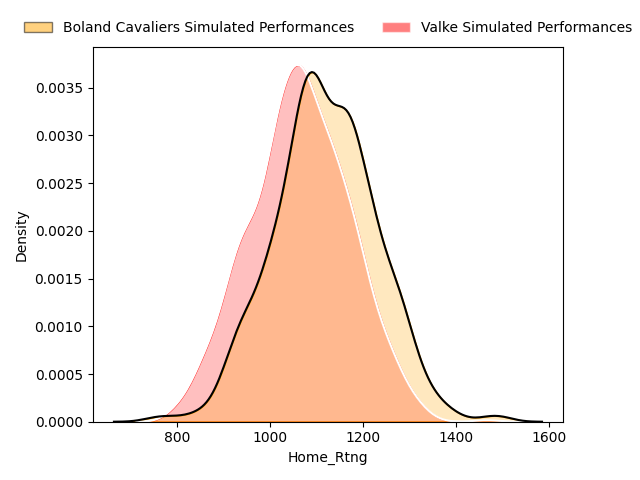 Boland Cavaliers Simulated Performances Valke Simulated Performances
Density
0.0035
0.0030
0.0025
0.0020
0.0015
0.0010
0.0005
0.0000
800 1000 1200 1400 1600
Home_Rtng